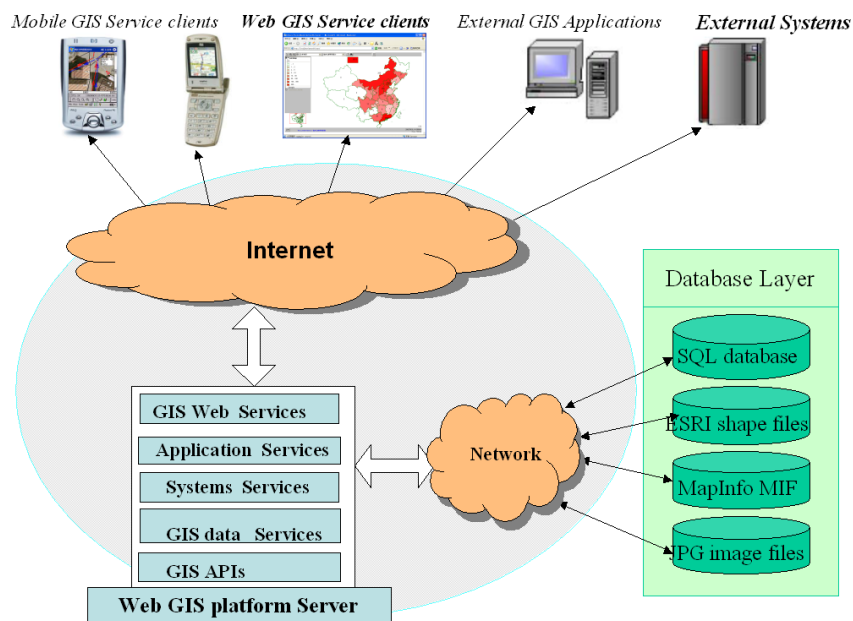 Mobile GIS Service clients
Web GIS Service clients
External GIS Applications
External Systems
Internet
Database Layer
SQL database
ESRI shape files
MapInfo MIF
JPG image files
Network
GIS Web Services
Application Services
Systems Services
GIS data Services
GIS APIs
Web GIS platform Server